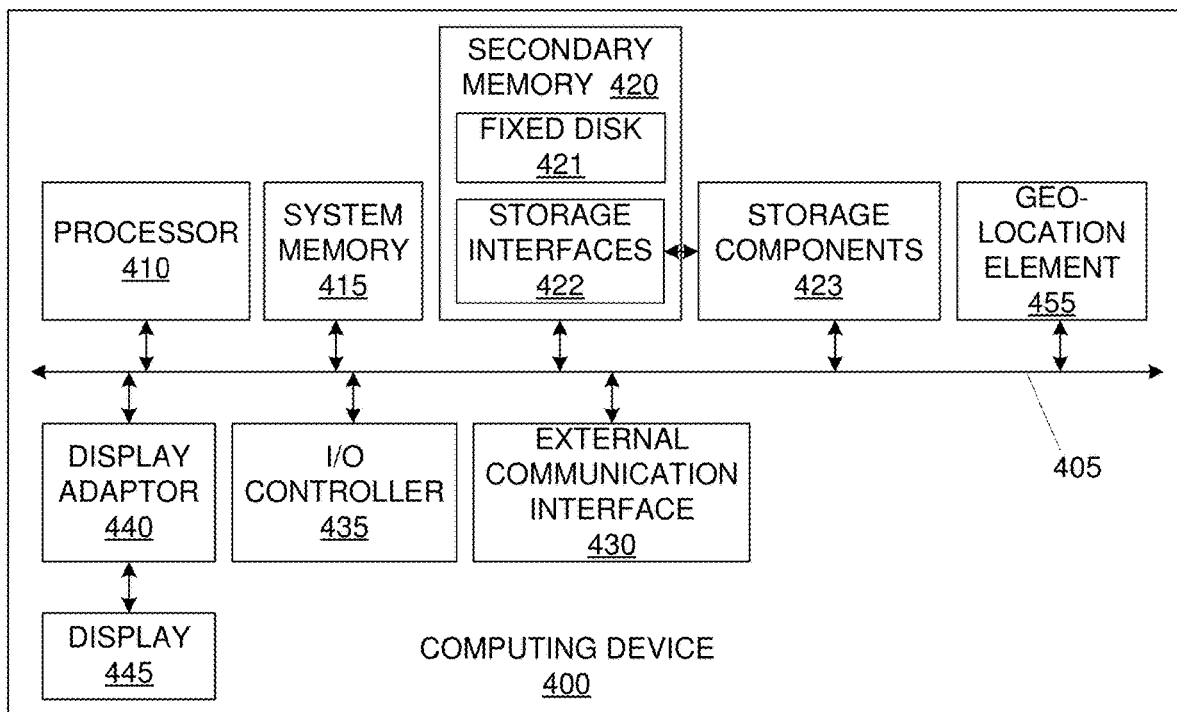 SECONDARY
MEMORY 420
FIXED DISK
421
STORAGE
INTERFACES
422
PROCESSOR
410
SYSTEM
MEMORY
415
STORAGE
COMPONENTS
423
GEO-
LOCATION
ELEMENT
455
DISPLAY
ADAPTOR
440
I/O
CONTROLLER
435
EXTERNAL
COMMUNICATION
INTERFACE
430
405
DISPLAY
445
COMPUTING DEVICE
400